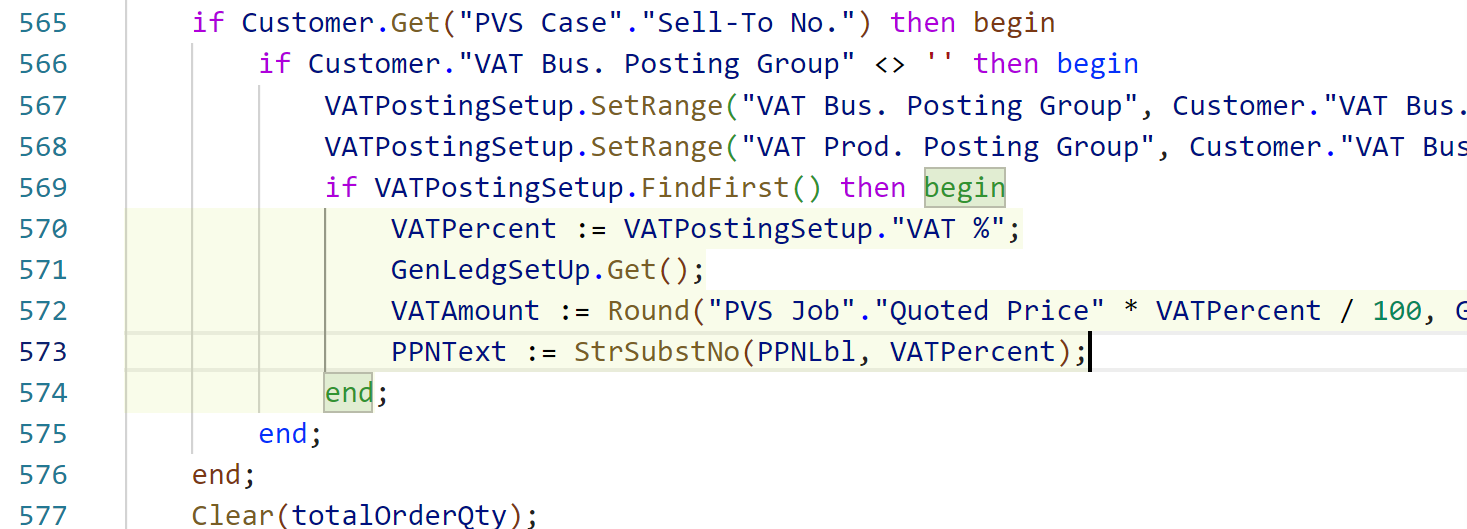 565 if Customer.Get("PVS Case"."Sell-To No.") then begin
566 if Customer."VAT Bus. Posting Group" <> '' then begin
567 VATPostingSetup.SetRange("VAT Bus. Posting Group", Customer."VAT Bus.
568 VATPostingSetup.SetRange("VAT Prod. Posting Group", Customer."VAT Bus
569 if VATPostingSetup.FindFirst() then begin
570 VATPercent := VATPostingSetup."VAT %";
571 GenLedgSetUp.Get();
572 VATAmount := Round("PVS Job"."Quoted Price" * VATPercent / 100, G
573 PPNText := StrSubstNo(PPNLbl, VATPercent);
574 end;
575 end;
576 end;
577 Clear(totalOrderQty);